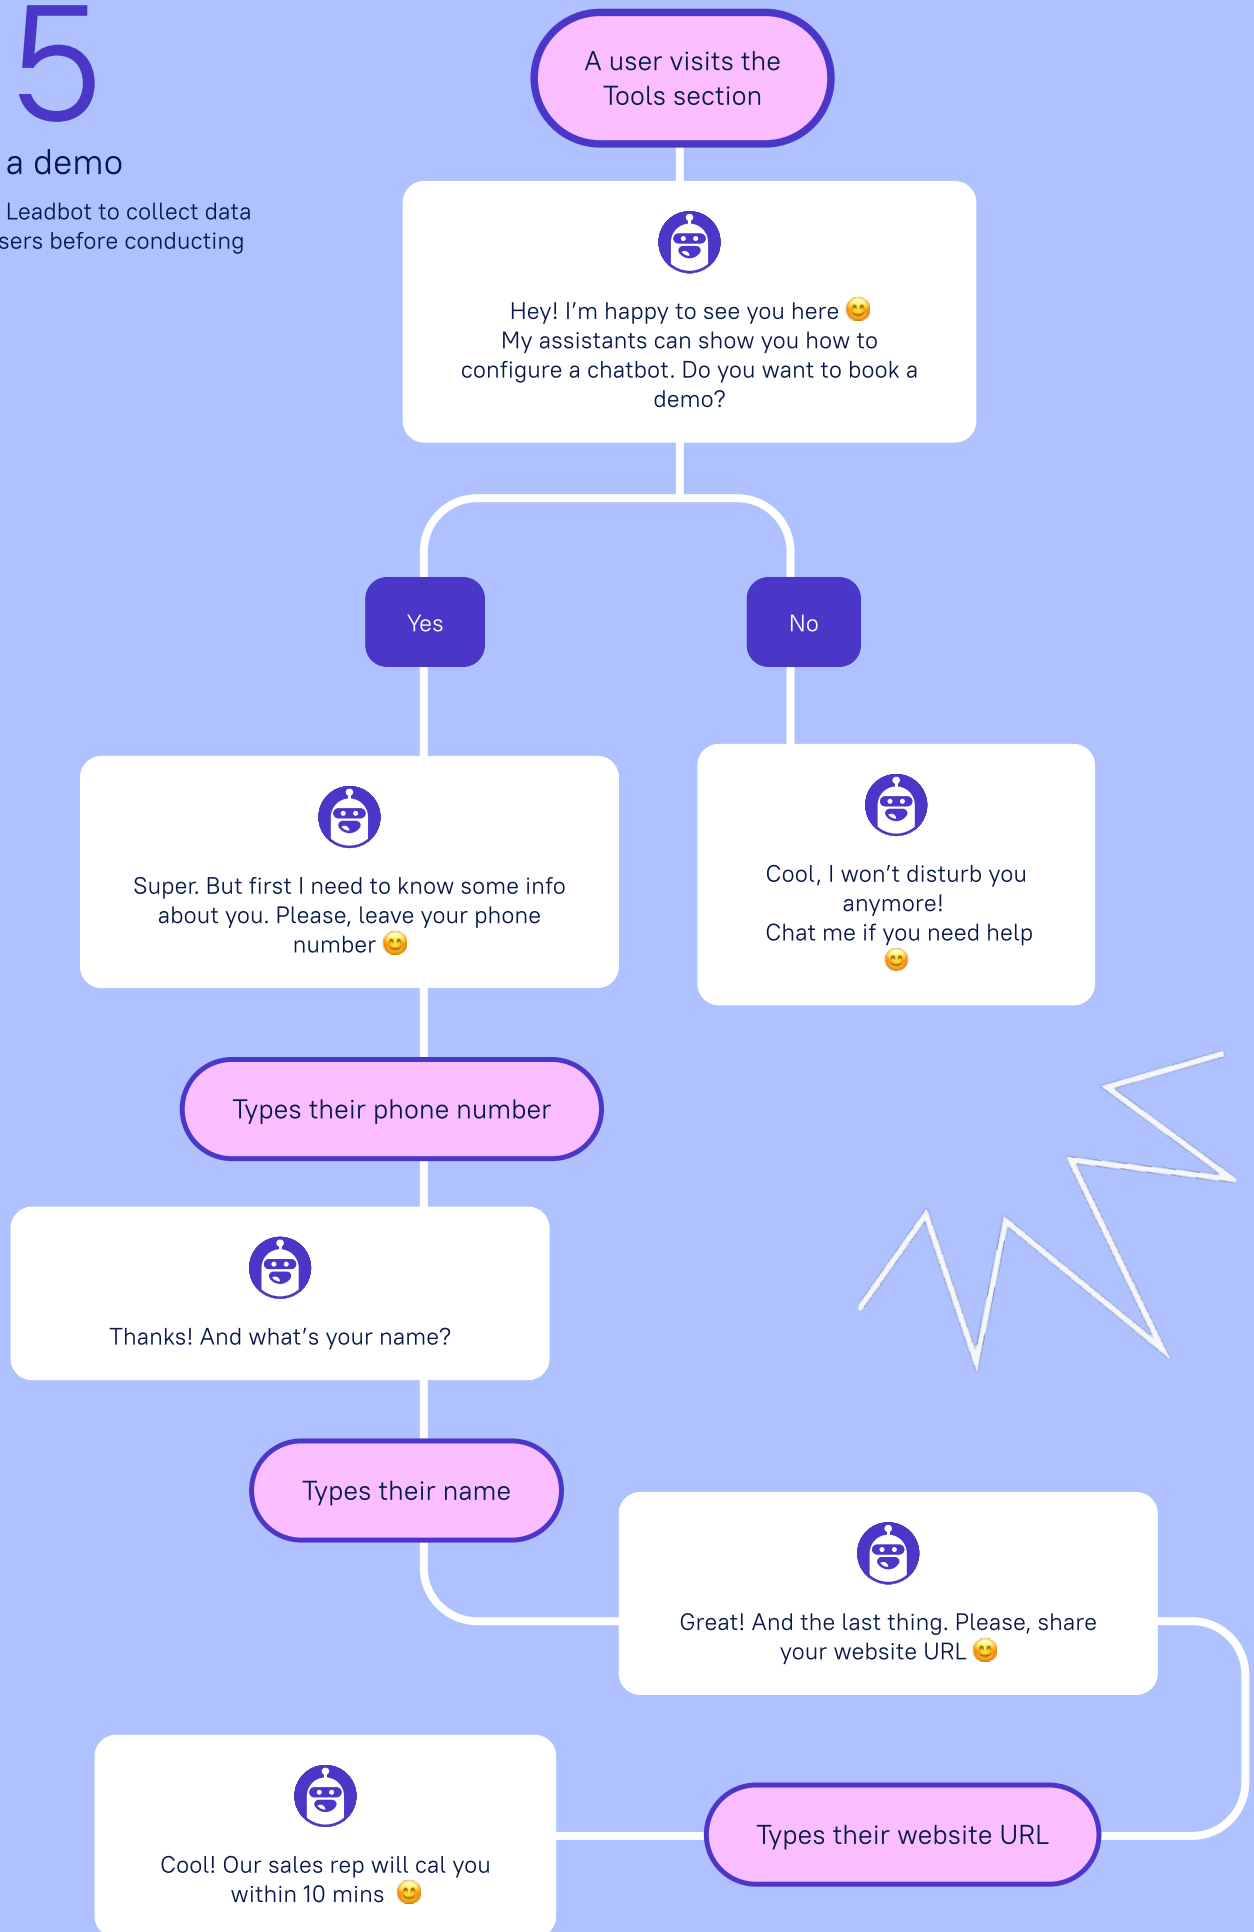 5
a demo
Leadbot to collect data
sers before conducting
A user visits the
Tools section
Hey! I'm happy to see you here 😊
My assistants can show you how to
configure a chatbot. Do you want to book a
demo?
Yes
No
Super. But first I need to know some info
about you. Please, leave your phone
number 😊
Cool, I won't disturb you
anymore!
Chat me if you need help
😊
Types their phone number
Thanks! And what's your name?
Types their name
Great! And the last thing. Please, share
your website URL 😊
Types their website URL
Cool! Our sales rep will cal you
within 10 mins 😊